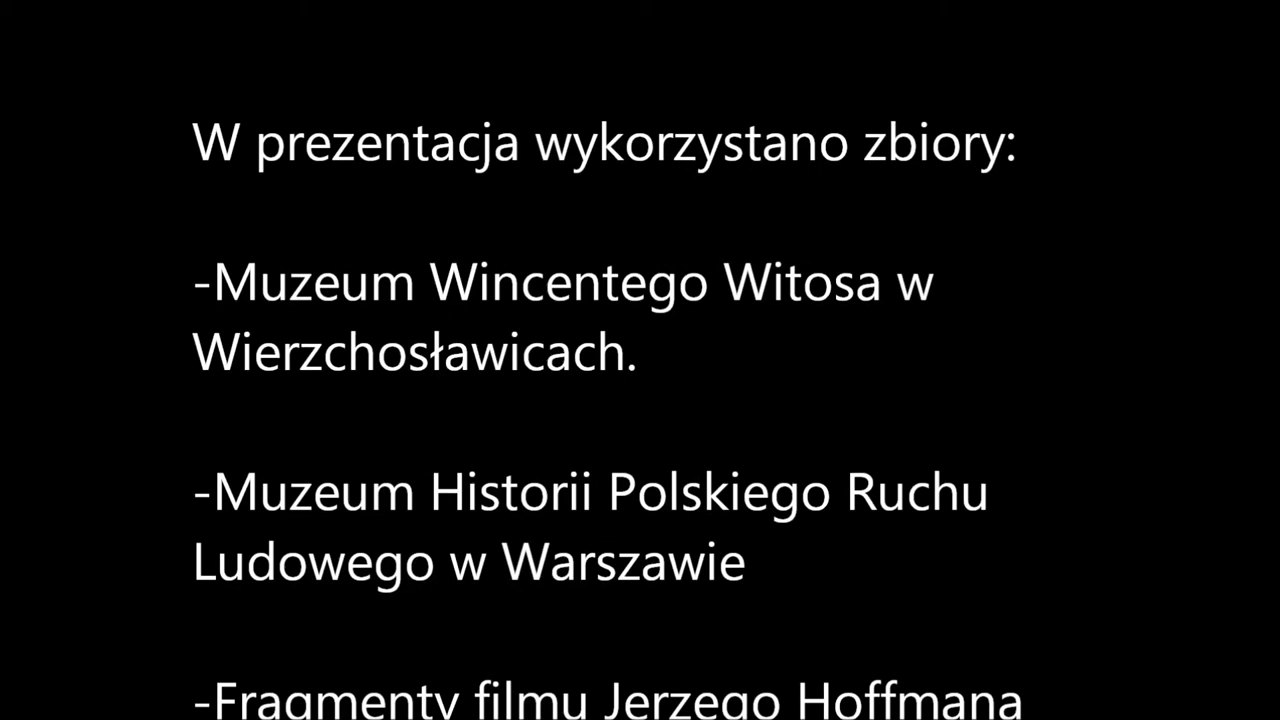 W prezentacja wykorzystano zbiory:
-Muzeum Wincentego Witosa w
Wierzchosławicach.
-Muzeum Historii Polskiego Ruchu
Ludowego w Warszawie
-Fragmenty filmu Jerzego Hoffmana